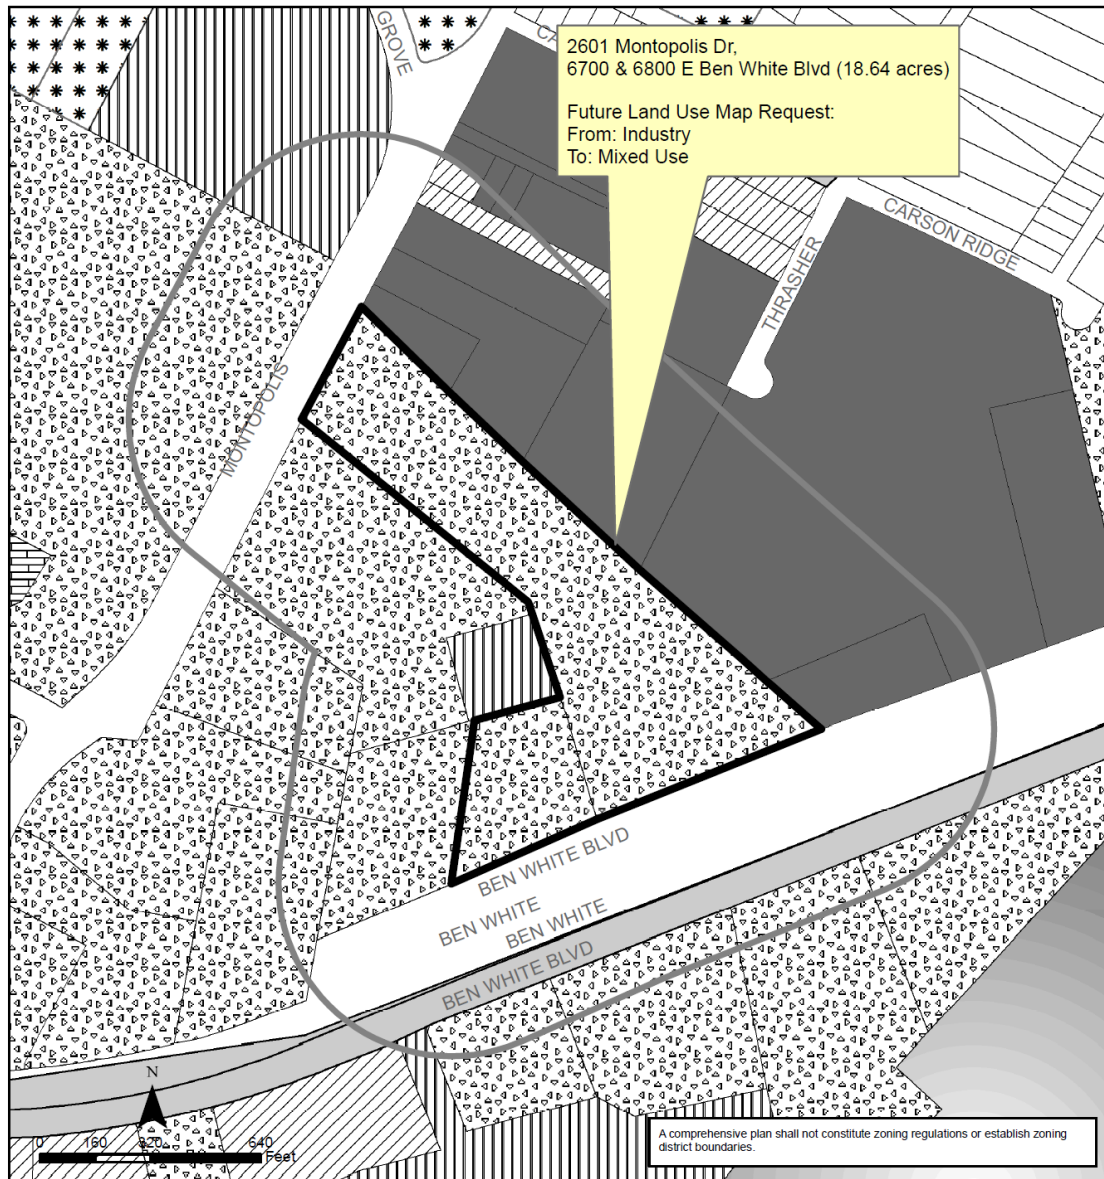 GROVE
CA
2601 Montopolis Dr,
6700 & 6800 E Ben White Blvd (18.64 acres)
Future Land Use Map Request:
From: Industry
To: Mixed Use
CARSON RIDGE
THRASHER
MONTOPOLIS
BEN WHITE BLVD
BEN WHITE
BEN WHITE
BEN WHITE BLVD
N
0 160 320 640
Feet
A comprehensive plan shall not constitute zoning regulations or establish zoning
district boundaries.